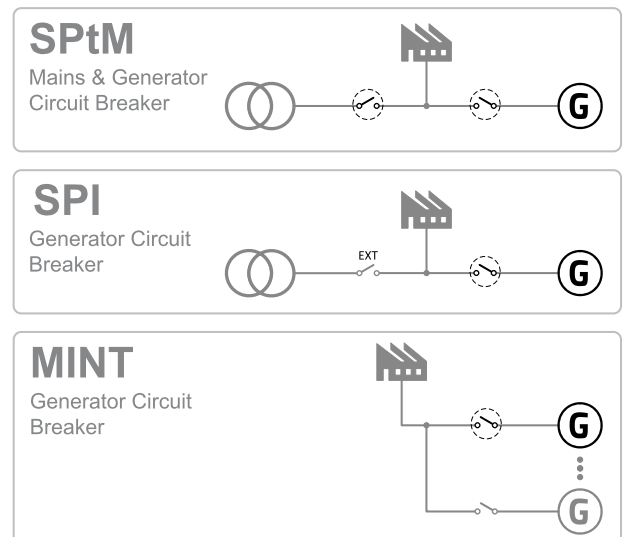 SPtM
Mains & Generator
Circuit Breaker
G
SPI
Generator Circuit
Breaker
EXT
G
MINT
Generator Circuit
Breaker
G
G